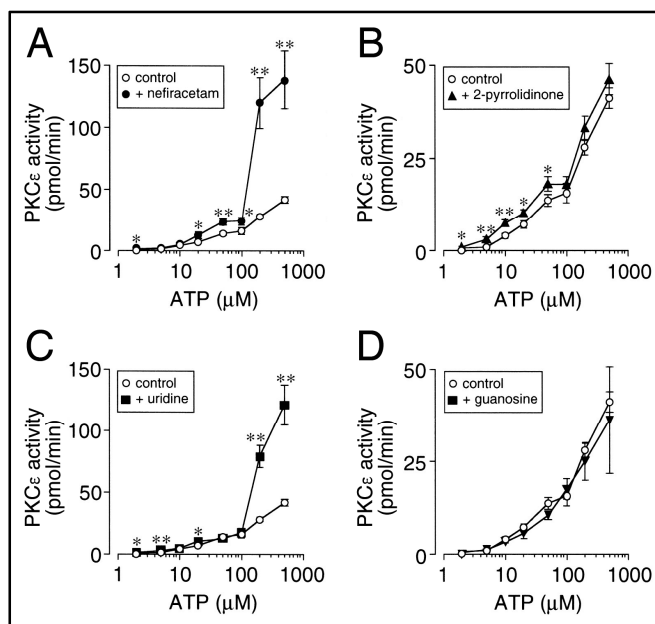 A
150
100
50
0
PKCε activity
(pmol/min)
control
+ nefiracetam
*
*
**
*
**
**
1
10
100
1000
ATP (μM)
B
50
25
0
PKCε activity
(pmol/min)
control
+ 2-pyrrolidinone
*
**
**
*
*
1
10
100
1000
ATP (μM)
C
150
100
50
0
PKCε activity
(pmol/min)
control
+ uridine
*
**
*
**
**
1
10
100
1000
ATP (μM)
D
50
25
0
PKCε activity
(pmol/min)
control
+ guanosine
1
10
100
1000
ATP (μM)